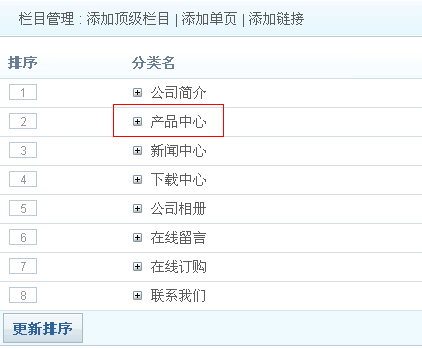 栏目管理 : 添加顶级栏目 | 添加单页 | 添加链接
排序 分类名
1 公司简介
2 产品中心
3 新闻中心
4 下载中心
5 公司相册
6 在线留言
7 在线订购
8 联系我们
更新排序